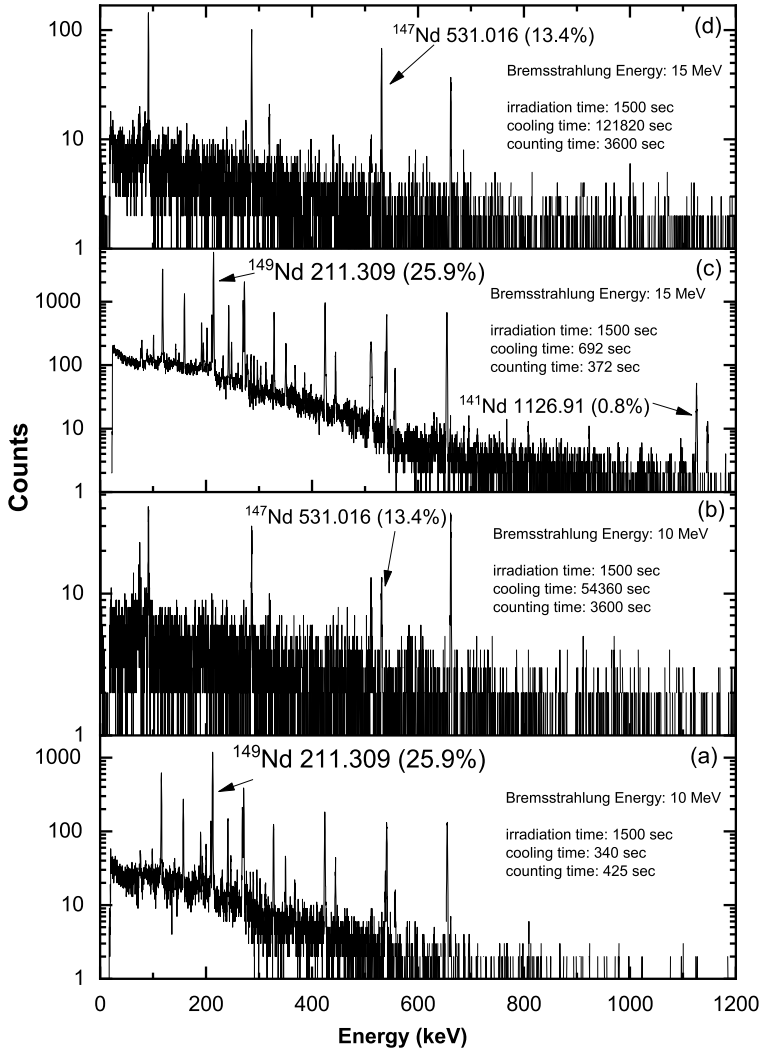 (d)
100
¹⁴⁷Nd 531.016 (13.4%)
Bremsstrahlung Energy: 15 MeV
irradiation time: 1500 sec
cooling time: 121820 sec
counting time: 3600 sec
10
1
(c)
¹⁴⁹Nd 211.309 (25.9%)
Bremsstrahlung Energy: 15 MeV
1000
irradiation time: 1500 sec
cooling time: 692 sec
counting time: 372 sec
100
¹⁴¹Nd 1126.91 (0.8%)
10
1
Counts
(b)
¹⁴⁷Nd 531.016 (13.4%)
Bremsstrahlung Energy: 10 MeV
irradiation time: 1500 sec
cooling time: 54360 sec
counting time: 3600 sec
10
1
(a)
¹⁴⁹Nd 211.309 (25.9%)
1000
Bremsstrahlung Energy: 10 MeV
irradiation time: 1500 sec
cooling time: 340 sec
counting time: 425 sec
100
10
1
0 200 400 600 800 1000 1200
Energy (keV)